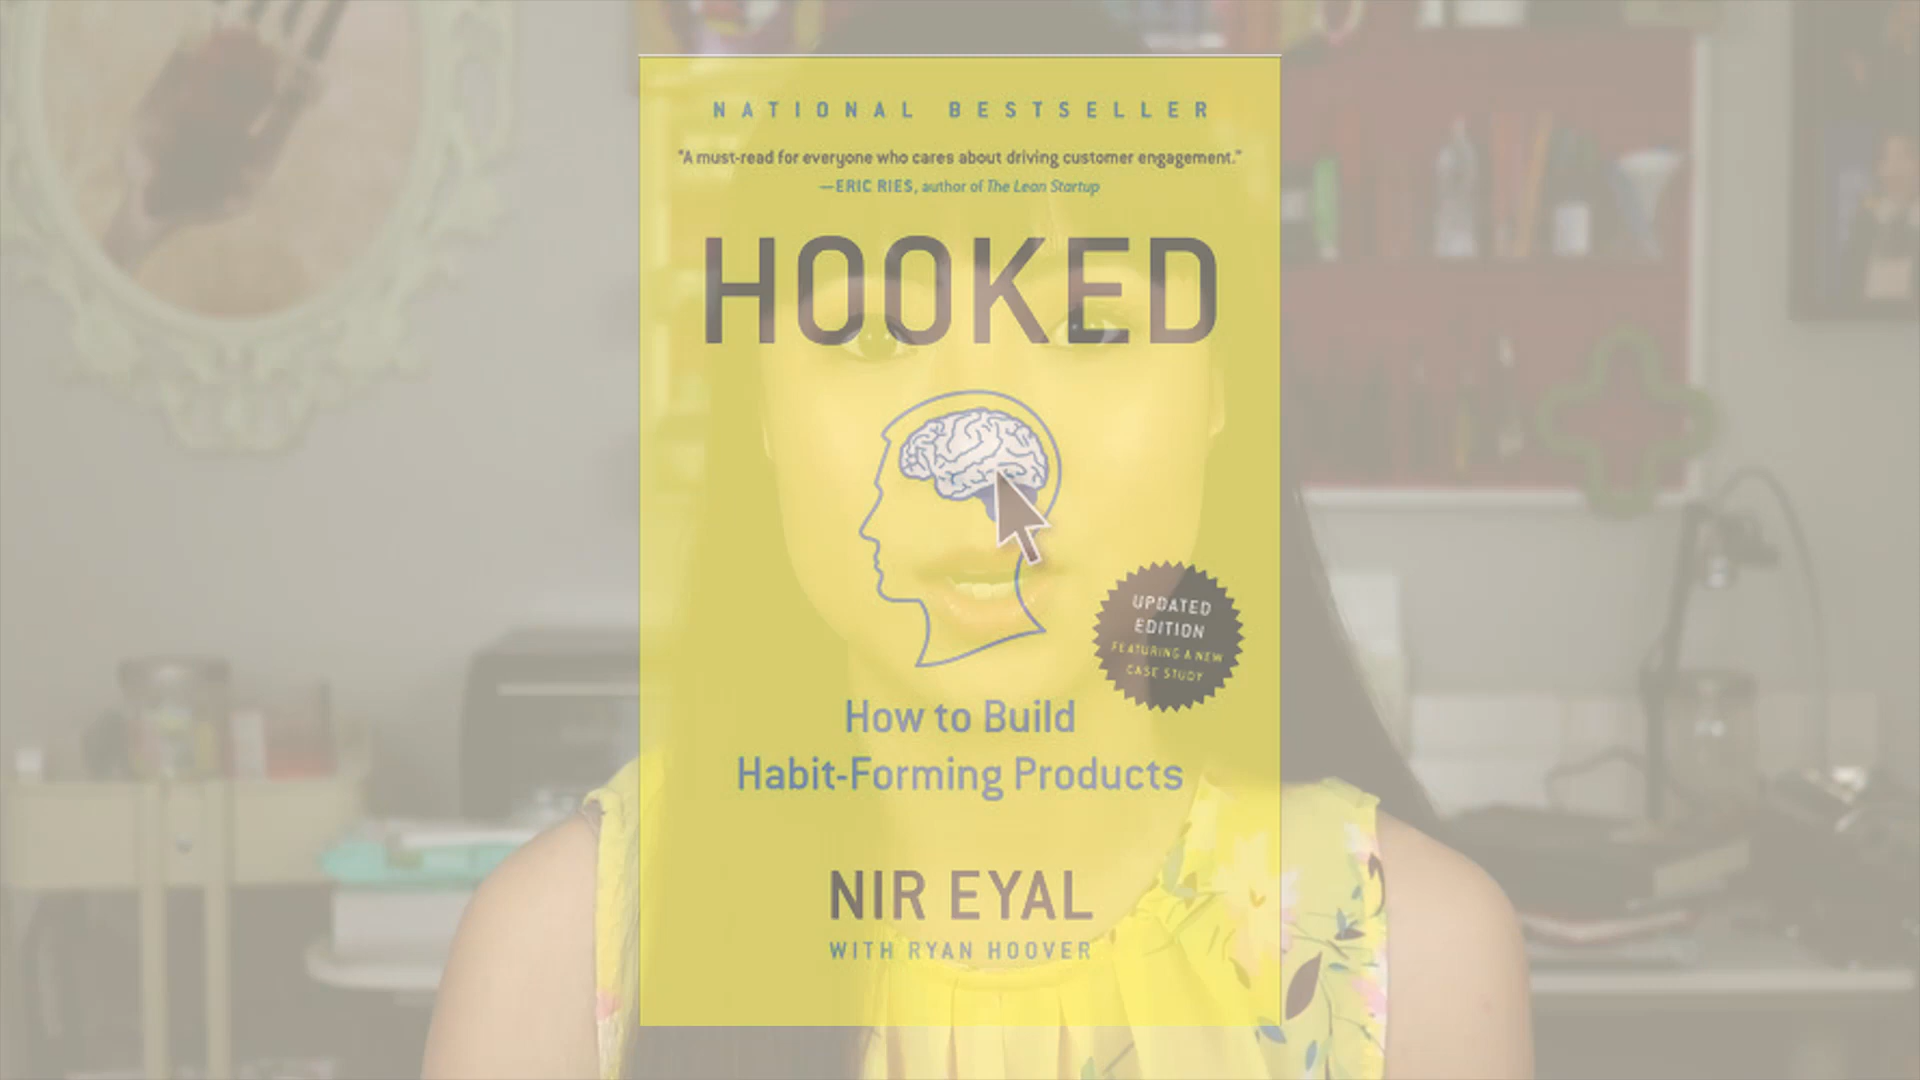 NATIONAL BESTSELLER
"A must-read for everyone who cares about driving customer engagement."
—ERIC RIES, author of The Lean Startup
HOOKED
UPDATED
EDITION
FEATURING A NEW
CASE STUDY
How to Build
Habit-Forming Products
NIR EYAL
WITH RYAN HOOVER